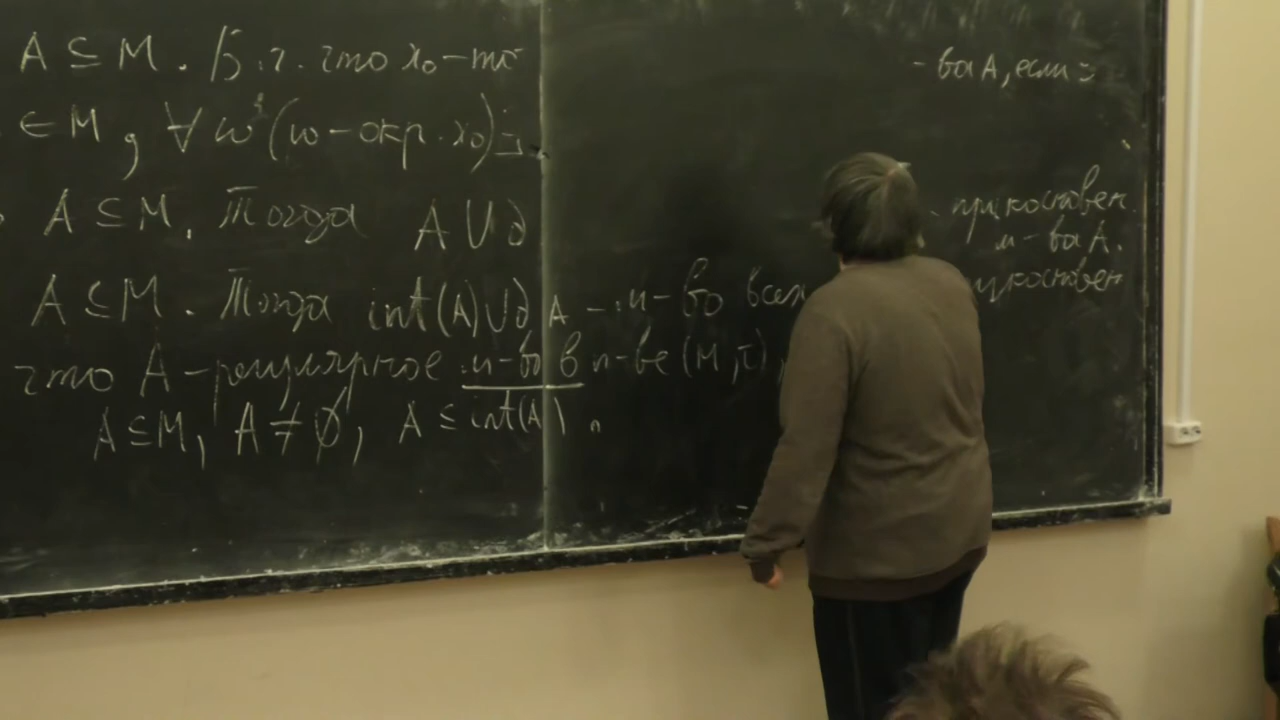 A ⊆ M. Б.г. что x₀ – т
- ва A, если
∈ M, ∀ω (ω – окр. x₀)
A ⊆ M. Тогда A ∪ ∂
прикосновен.
м – ва A.
A ⊆ M. Тогда int(A) ∪ ∂A – м – во всех прикосновен
что A – регулярное м – во в п – ве (M, τ),
A ⊆ M, A ≠ ∅, A ⊆ int(A).